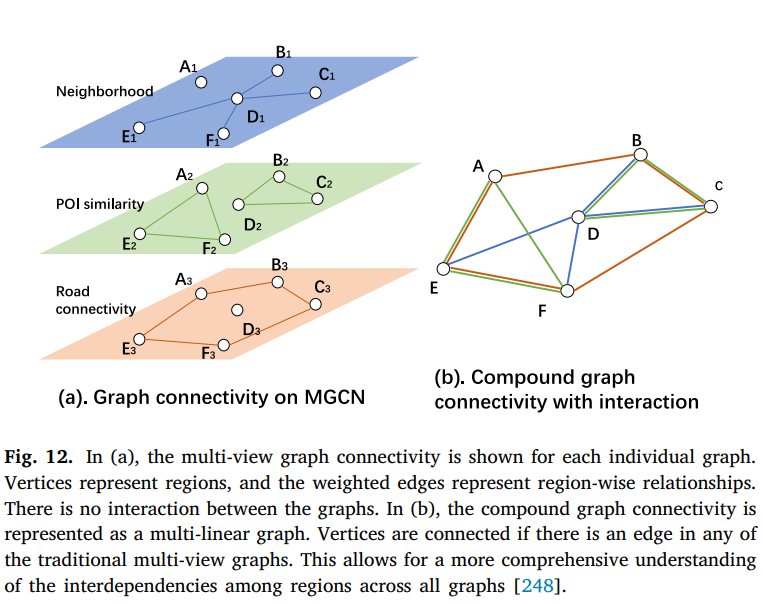 Neighborhood
A1
B1
C1
D1
E1
F1
POI similarity
A2
B2
C2
D2
E2
F2
Road
connectivity
A3
B3
C3
D3
E3
F3
(a). Graph connectivity on MGCN
A
B
C
D
E
F
(b). Compound graph
connectivity with interaction
Fig. 12. In (a), the multi-view graph connectivity is shown for each individual graph.
Vertices represent regions, and the weighted edges represent region-wise relationships.
There is no interaction between the graphs. In (b), the compound graph connectivity is
represented as a multi-linear graph. Vertices are connected if there is an edge in any of
the traditional multi-view graphs. This allows for a more comprehensive understanding
of the interdependencies among regions across all graphs [248].